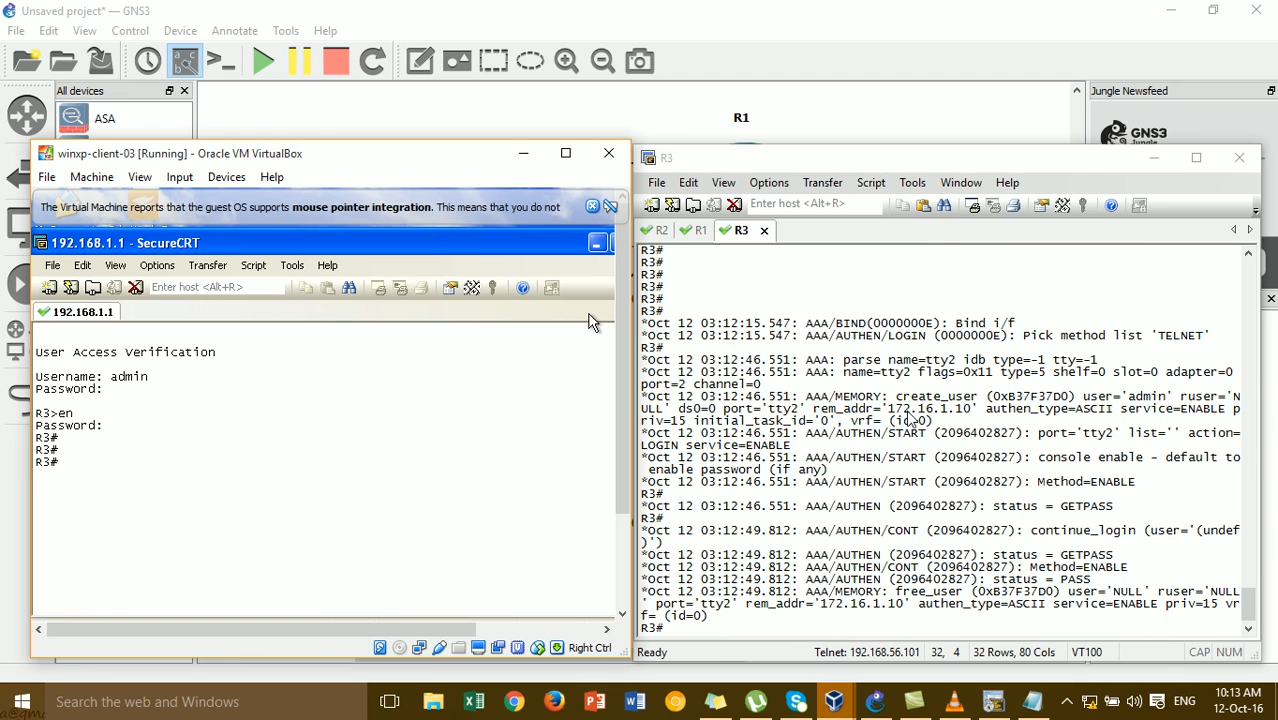 Unsaved project* — GNS3
File Edit View Control Device Annotate Tools Help
All devices
ASA
R1
Jungle Newsfeed
GNS3
Jungle
winxp-client-03 [Running] - Oracle VM VirtualBox
File Machine View Input Devices Help
The Virtual Machine reports that the guest OS supports mouse pointer integration. This means that you do not
192.168.1.1 - SecureCRT
File Edit View Options Transfer Script Tools Help
Enter host <Alt+R>
192.168.1.1
User Access Verification
Username: admin
Password:
R3>en
Password:
R3#
R3#
R3#
Right Ctrl
R3
File Edit View Options Transfer Script Tools Window Help
Enter host <Alt+R>
R2 R1 R3
R3#
R3#
R3#
R3#
R3#
R3#
*Oct 12 03:12:15.547: AAA/BIND(0000000E): Bind i/f
*Oct 12 03:12:15.547: AAA/AUTHEN/LOGIN (0000000E): Pick method list 'TELNET'
R3#
*Oct 12 03:12:46.551: AAA: parse name=tty2 idb type=-1 tty=-1
*Oct 12 03:12:46.551: AAA: name=tty2 flags=0x11 type=5 shelf=0 slot=0 adapter=0
port=2 channel=0
*Oct 12 03:12:46.551: AAA/MEMORY: create_user (0xB37F37D0) user='admin' ruser='N
ULL' ds0=0 port='tty2' rem_addr='172.16.1.10' authen_type=ASCII service=ENABLE p
riv=15 initial_task_id='0', vrf= (id=0)
*Oct 12 03:12:46.551: AAA/AUTHEN/START (2096402827): port='tty2' list='' action=
LOGIN service=ENABLE
*Oct 12 03:12:46.551: AAA/AUTHEN/START (2096402827): console enable - default to
enable password (if any)
*Oct 12 03:12:46.551: AAA/AUTHEN/START (2096402827): Method=ENABLE
R3#
*Oct 12 03:12:46.551: AAA/AUTHEN (2096402827): status = GETPASS
R3#
*Oct 12 03:12:49.812: AAA/AUTHEN/CONT (2096402827): continue_login (user='(undef
)')
*Oct 12 03:12:49.812: AAA/AUTHEN (2096402827): status = GETPASS
*Oct 12 03:12:49.812: AAA/AUTHEN/CONT (2096402827): Method=ENABLE
*Oct 12 03:12:49.812: AAA/AUTHEN (2096402827): status = PASS
*Oct 12 03:12:49.812: AAA/MEMORY: free_user (0xB37F37D0) user='NULL' ruser='NULL
' port='tty2' rem_addr='172.16.1.10' authen_type=ASCII service=ENABLE priv=15 vr
f= (id=0)
R3#
Ready Telnet: 192.168.56.101 32, 4 32 Rows, 80 Cols VT100 CAP NUM
Search the web and Windows
ENG
10:13 AM
12-Oct-16